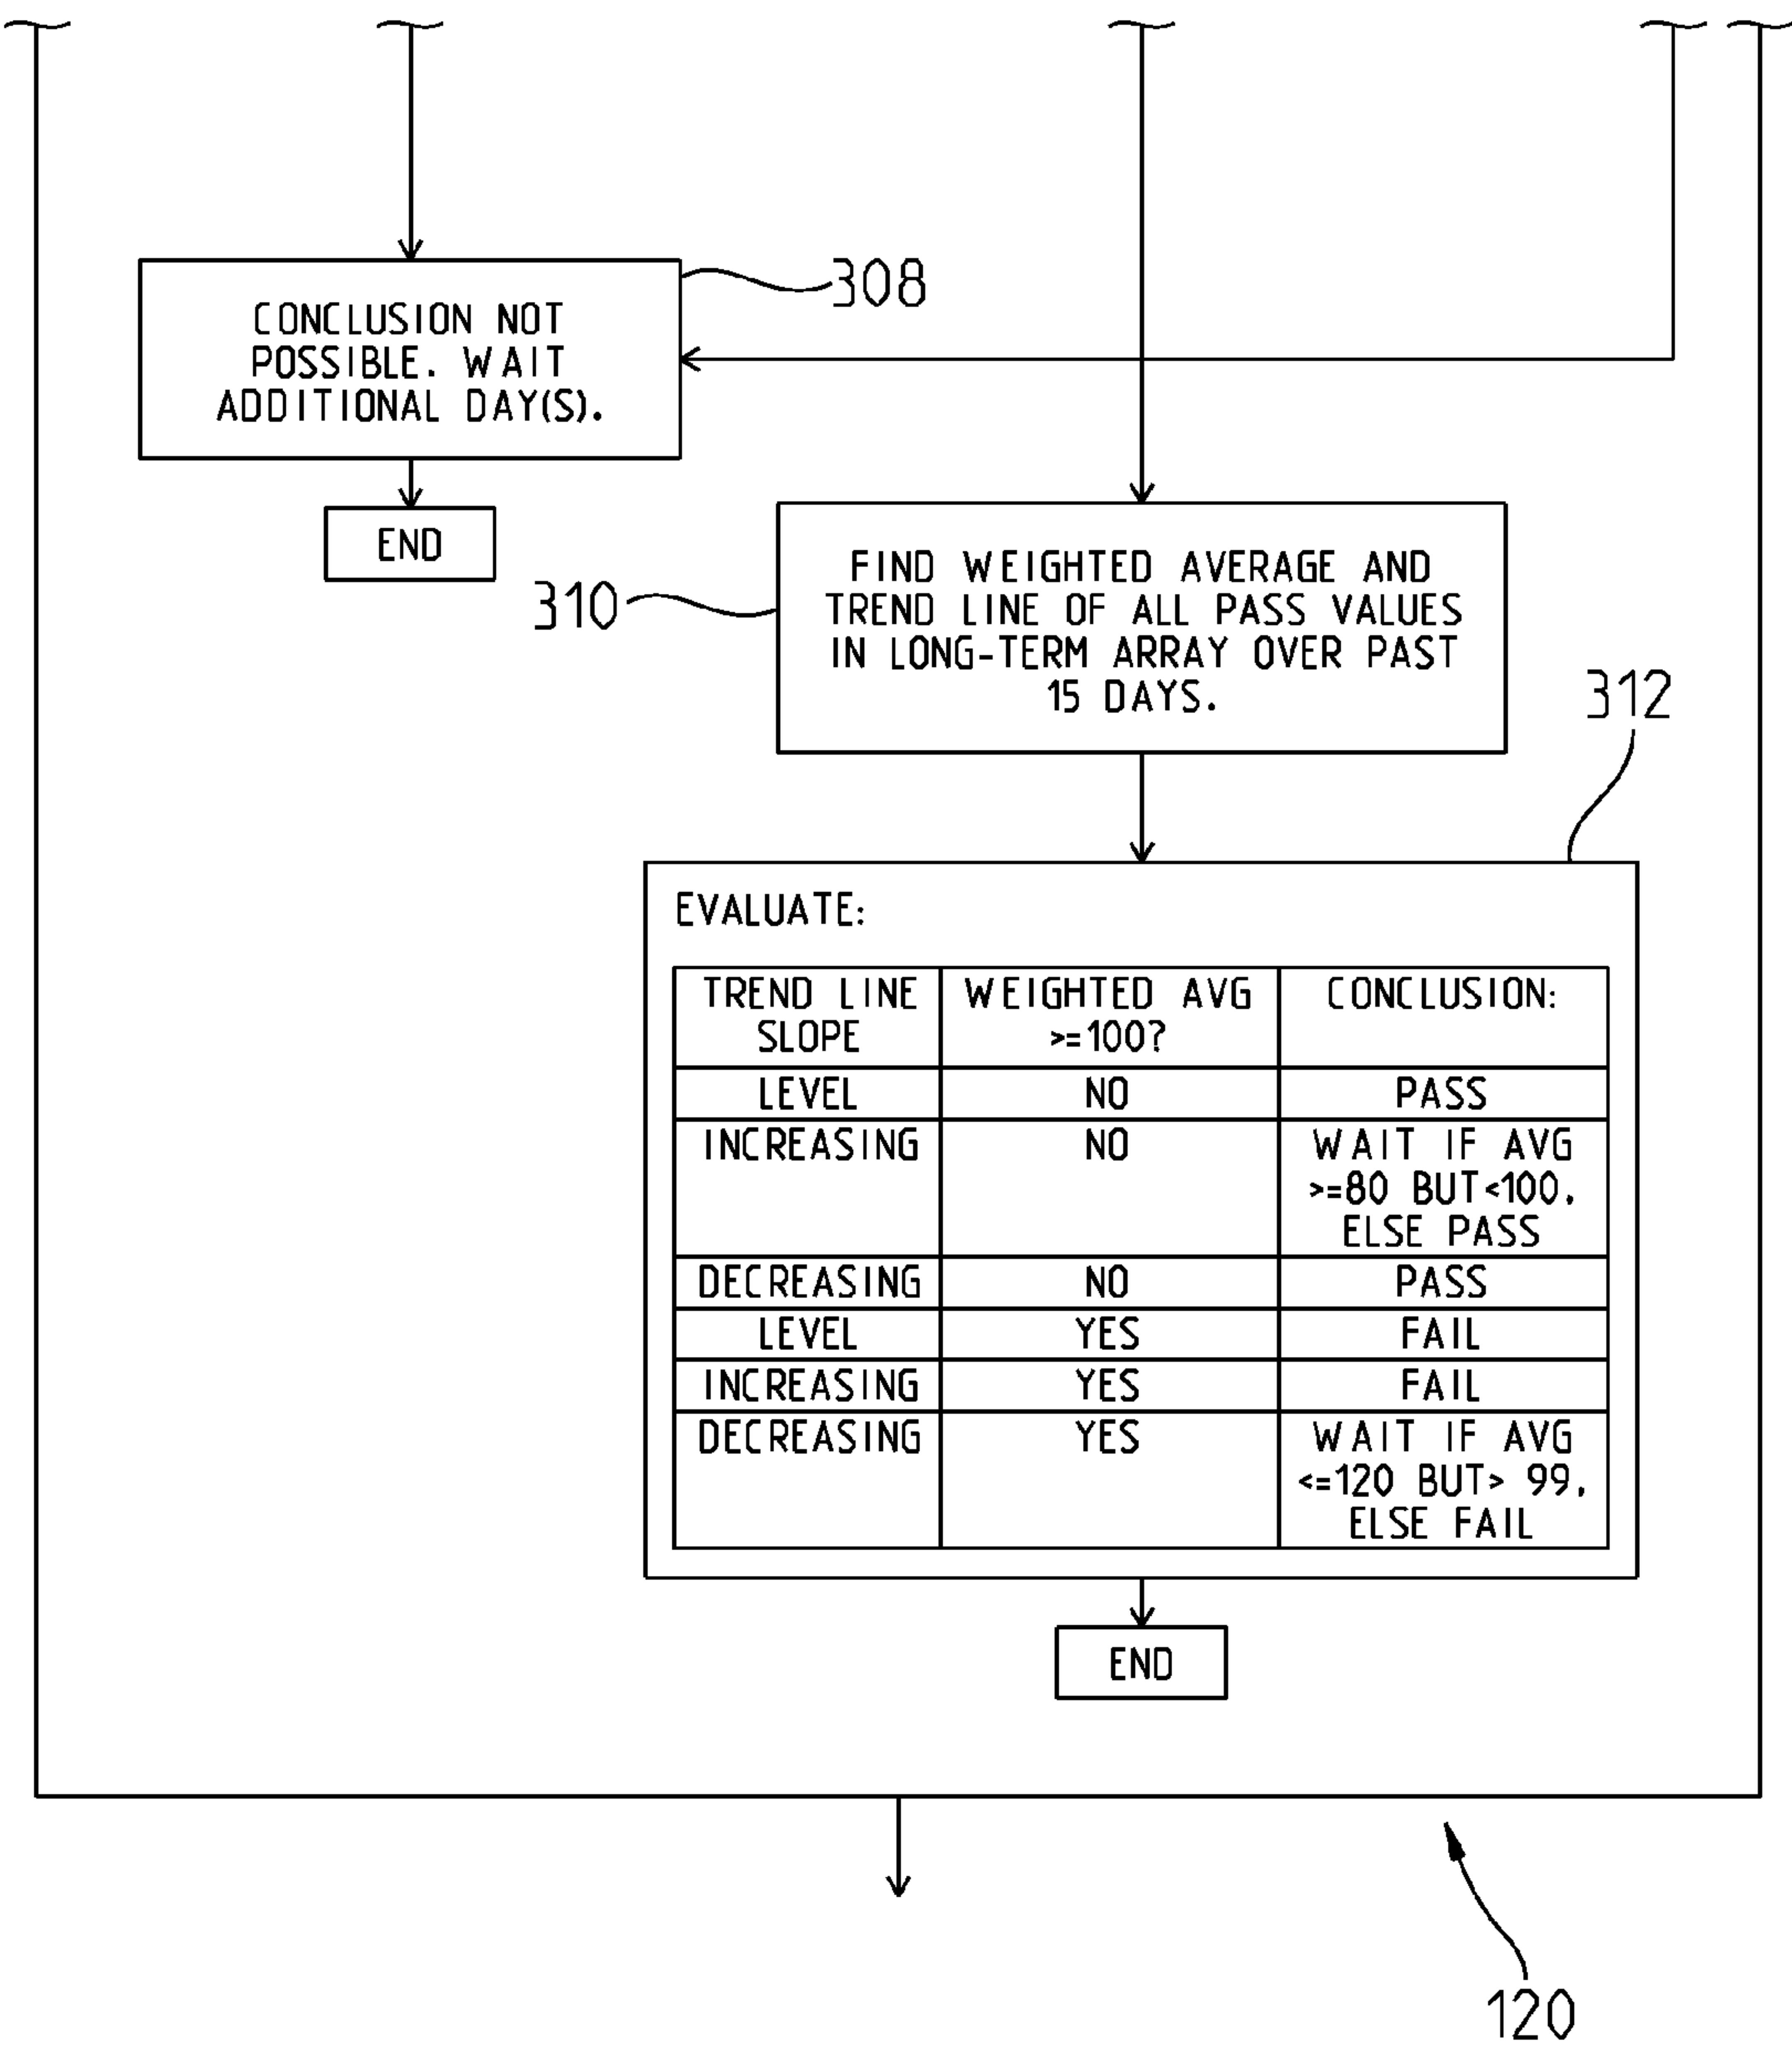 308
CONCLUSION NOT
POSSIBLE. WAIT
ADDITIONAL DAY(S).
END
310
FIND WEIGHTED AVERAGE AND
TREND LINE OF ALL PASS VALUES
IN LONG-TERM ARRAY OVER PAST
15 DAYS.
312
EVALUATE:
TREND LINE
SLOPE
WEIGHTED AVG
>=100?
CONCLUSION:
LEVEL
NO
PASS
INCREASING
NO
WAIT IF AVG
>=80 BUT<100,
ELSE PASS
DECREASING
NO
PASS
LEVEL
YES
FAIL
INCREASING
YES
FAIL
DECREASING
YES
WAIT IF AVG
<=120 BUT> 99,
ELSE FAIL
END
120